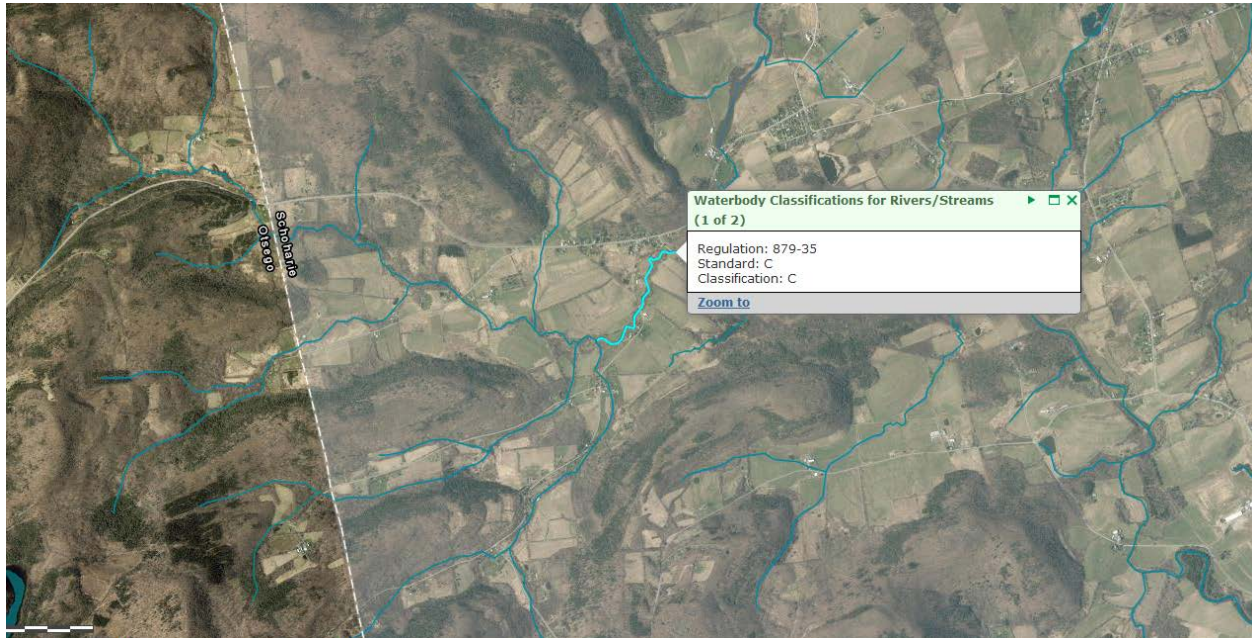 Schoharie
Otsego
Waterbody Classifications for Rivers/Streams
(1 of 2)
Regulation: 879-35
Standard: C
Classification: C
Zoom to